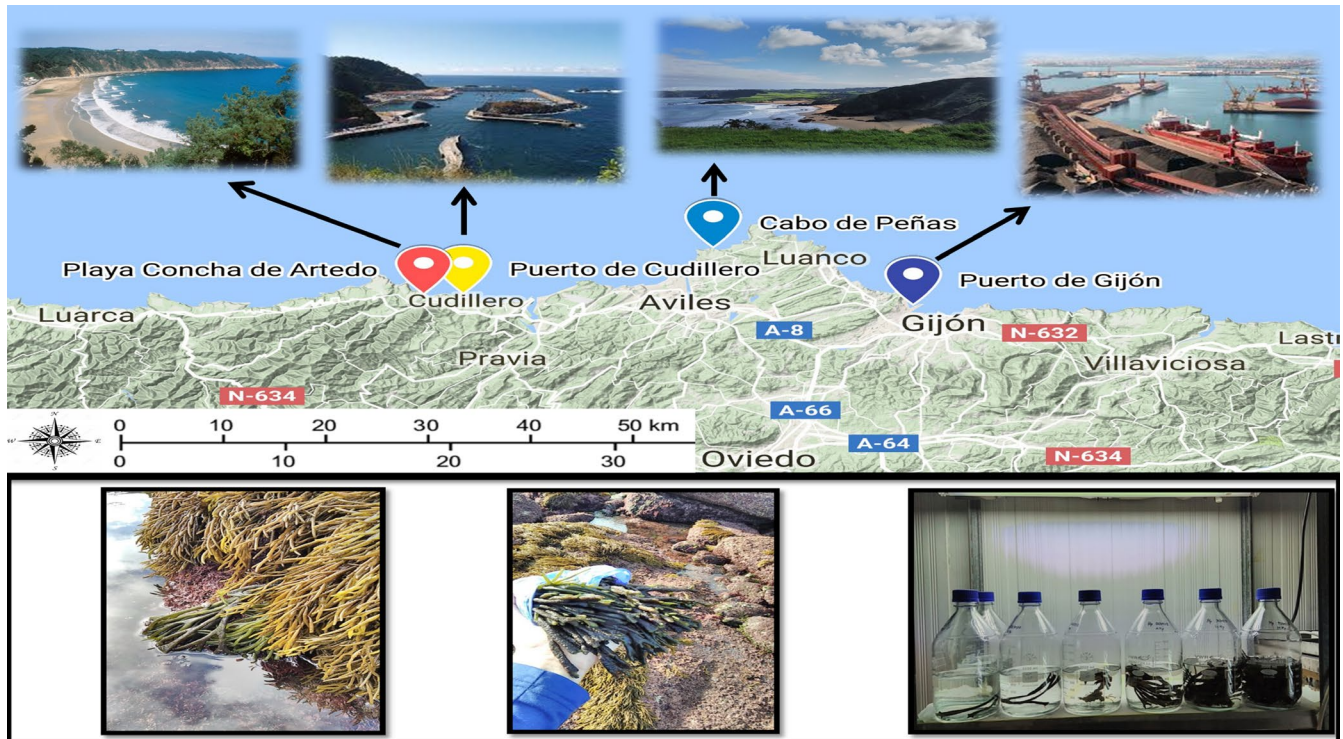 Cabo de Peñas
Luanco
Playa Concha de Artedo
Puerto de Cudillero
Puerto de Gijón
Cudillero
Aviles
Luarca
Gijón
A-8
N-632
Lastr
Pravia
Villaviciosa
N-634
A-66
N
W
E
S
0 10 20 30 40 50 km
0 10 20 30
A-64
N-634
Oviedo